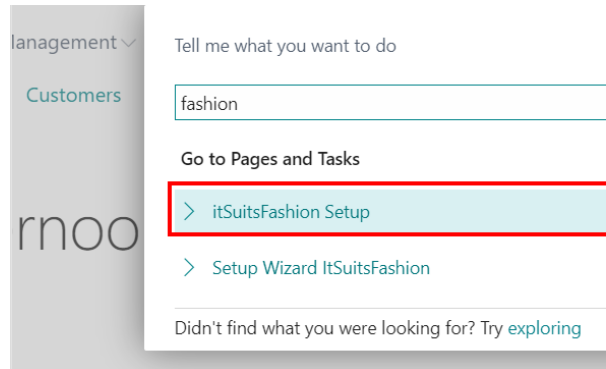 Management
Customers
rnoo
Tell me what you want to do
fashion
Go to Pages and Tasks
itSuitsFashion Setup
Setup Wizard ItSuitsFashion
Didn't find what you were looking for? Try exploring